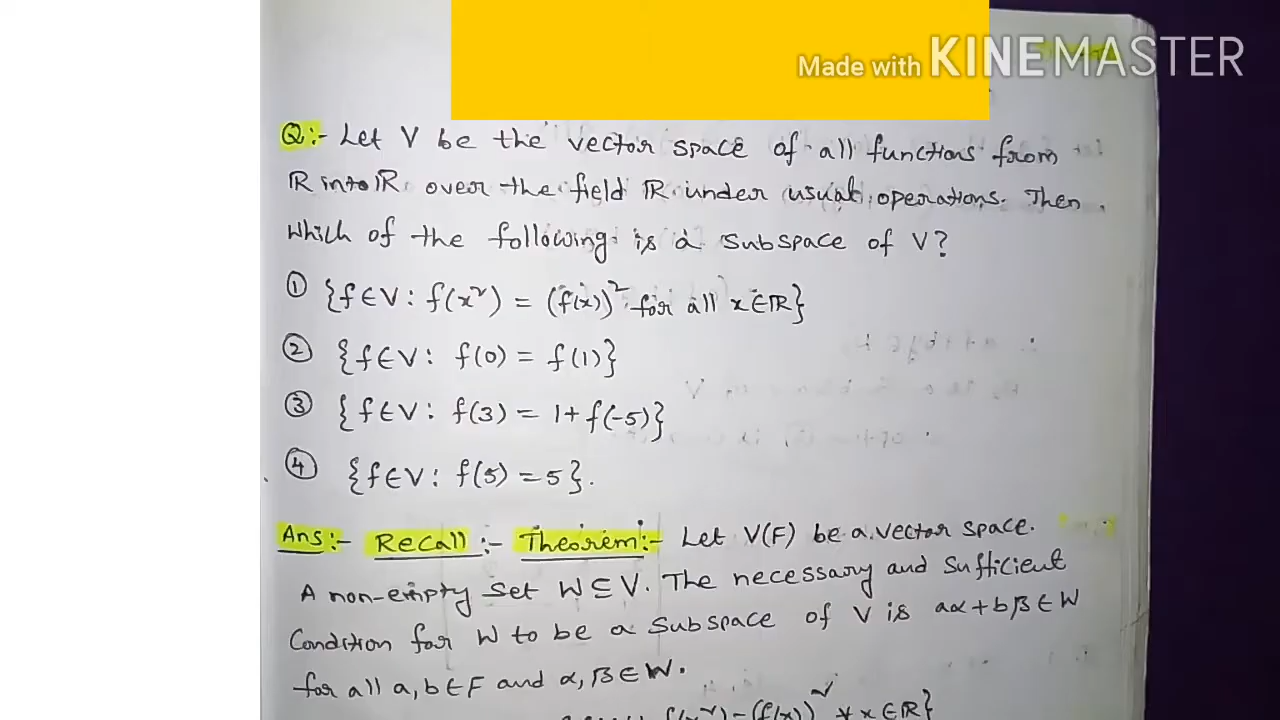 Made with KINEMASTER
Q:- Let V be the vector space of all functions from
ℝ into ℝ over the field ℝ under usual operations. Then
which of the following is a subspace of V?
① {f∈V: f(x²) = (f(x))² for all x∈ℝ}
② {f∈V: f(0) = f(1)}
③ {f∈V: f(3) = 1+f(-5)}
④ {f∈V: f(5) = 5}.
Ans:- Recall:- Theorem:- Let V(F) be a vector space.
A non-empty set W⊆V. The necessary and sufficient
Condition for W to be a subspace of V is aα+bβ∈W
for all a,b∈F and α,β∈W.
f(x²)=(f(x))² ∀x∈ℝ}